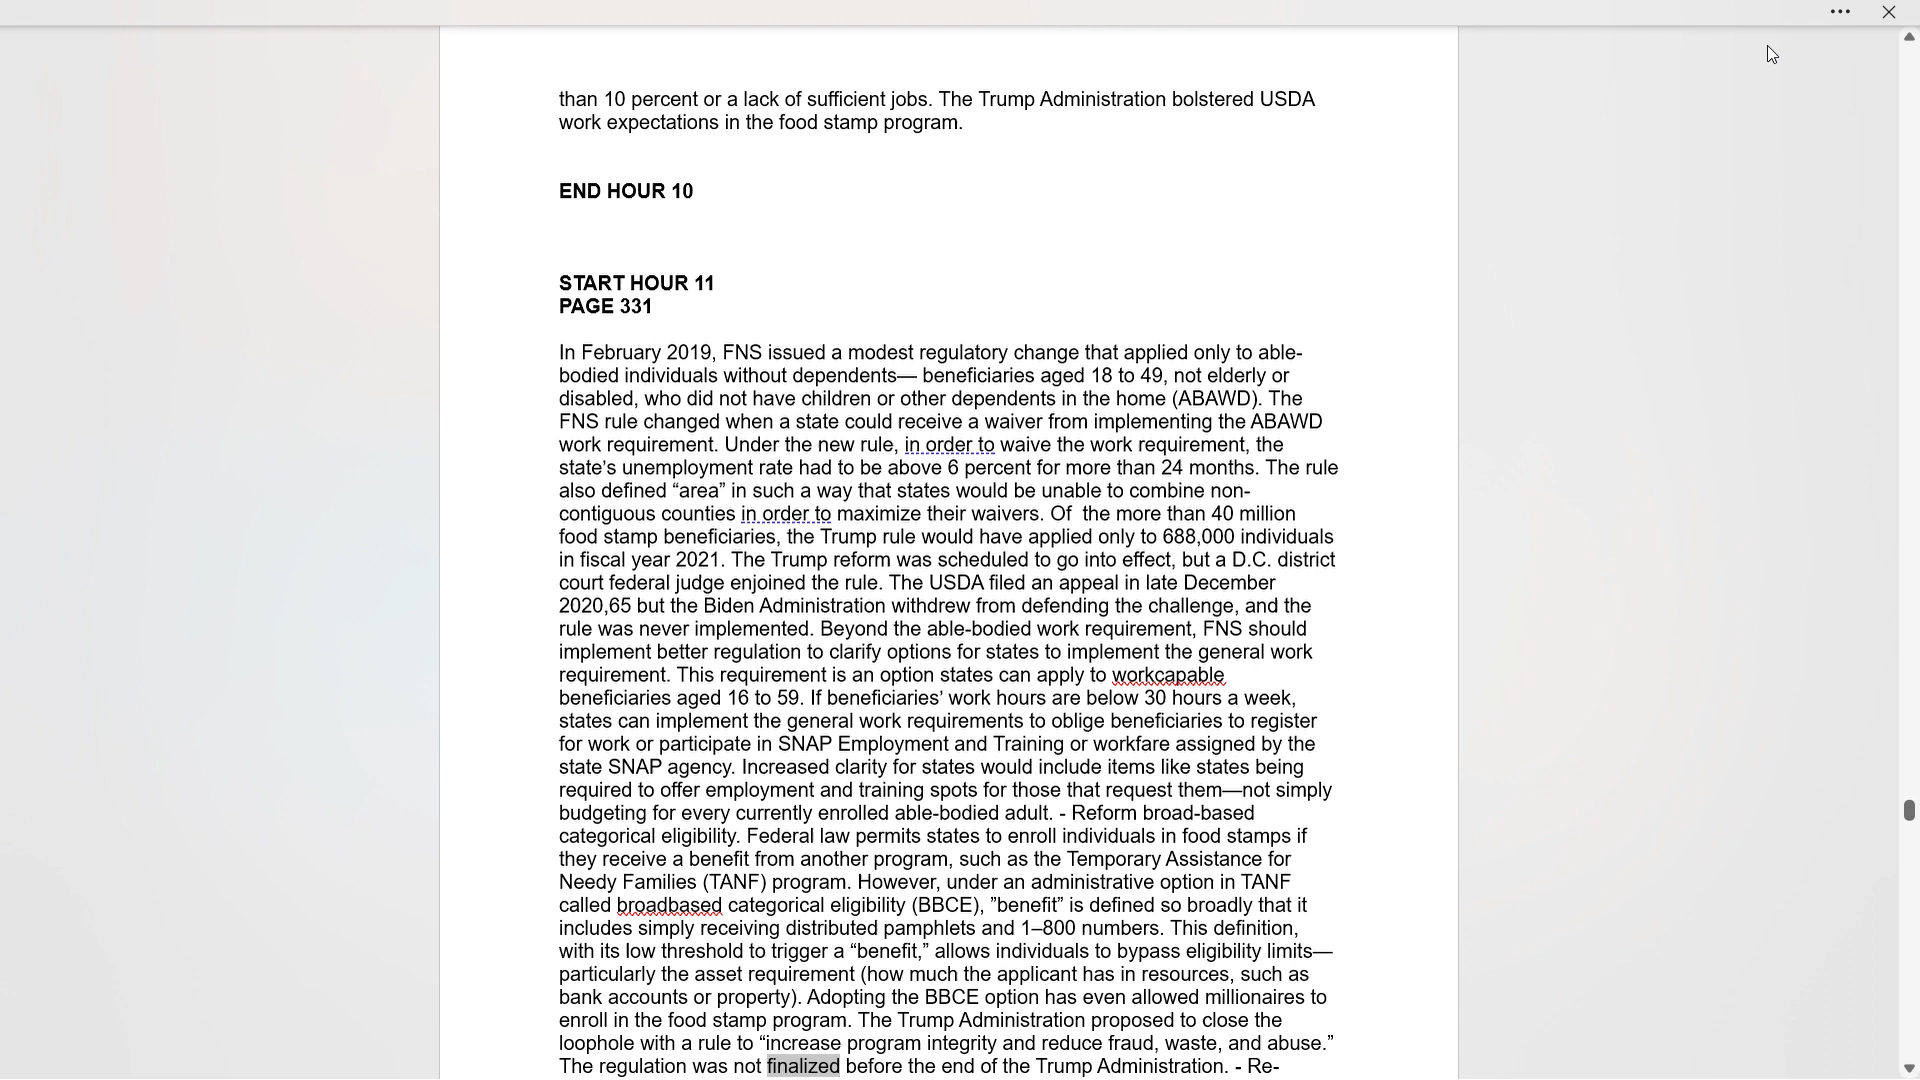 than 10 percent or a lack of sufficient jobs. The Trump Administration bolstered USDA
work expectations in the food stamp program.
END HOUR 10
START HOUR 11
PAGE 331
In February 2019, FNS issued a modest regulatory change that applied only to able-
bodied individuals without dependents— beneficiaries aged 18 to 49, not elderly or
disabled, who did not have children or other dependents in the home (ABAWD). The
FNS rule changed when a state could receive a waiver from implementing the ABAWD
work requirement. Under the new rule, in order to waive the work requirement, the
state’s unemployment rate had to be above 6 percent for more than 24 months. The rule
also defined “area” in such a way that states would be unable to combine non-
contiguous counties in order to maximize their waivers. Of  the more than 40 million
food stamp beneficiaries, the Trump rule would have applied only to 688,000 individuals
in fiscal year 2021. The Trump reform was scheduled to go into effect, but a D.C. district
court federal judge enjoined the rule. The USDA filed an appeal in late December
2020,65 but the Biden Administration withdrew from defending the challenge, and the
rule was never implemented. Beyond the able-bodied work requirement, FNS should
implement better regulation to clarify options for states to implement the general work
requirement. This requirement is an option states can apply to workcapable
beneficiaries aged 16 to 59. If beneficiaries’ work hours are below 30 hours a week,
states can implement the general work requirements to oblige beneficiaries to register
for work or participate in SNAP Employment and Training or workfare assigned by the
state SNAP agency. Increased clarity for states would include items like states being
required to offer employment and training spots for those that request them—not simply
budgeting for every currently enrolled able-bodied adult. - Reform broad-based
categorical eligibility. Federal law permits states to enroll individuals in food stamps if
they receive a benefit from another program, such as the Temporary Assistance for
Needy Families (TANF) program. However, under an administrative option in TANF
called broadbased categorical eligibility (BBCE), ”benefit” is defined so broadly that it
includes simply receiving distributed pamphlets and 1–800 numbers. This definition,
with its low threshold to trigger a “benefit,” allows individuals to bypass eligibility limits—
particularly the asset requirement (how much the applicant has in resources, such as
bank accounts or property). Adopting the BBCE option has even allowed millionaires to
enroll in the food stamp program. The Trump Administration proposed to close the
loophole with a rule to “increase program integrity and reduce fraud, waste, and abuse.”
The regulation was not finalized before the end of the Trump Administration. - Re-